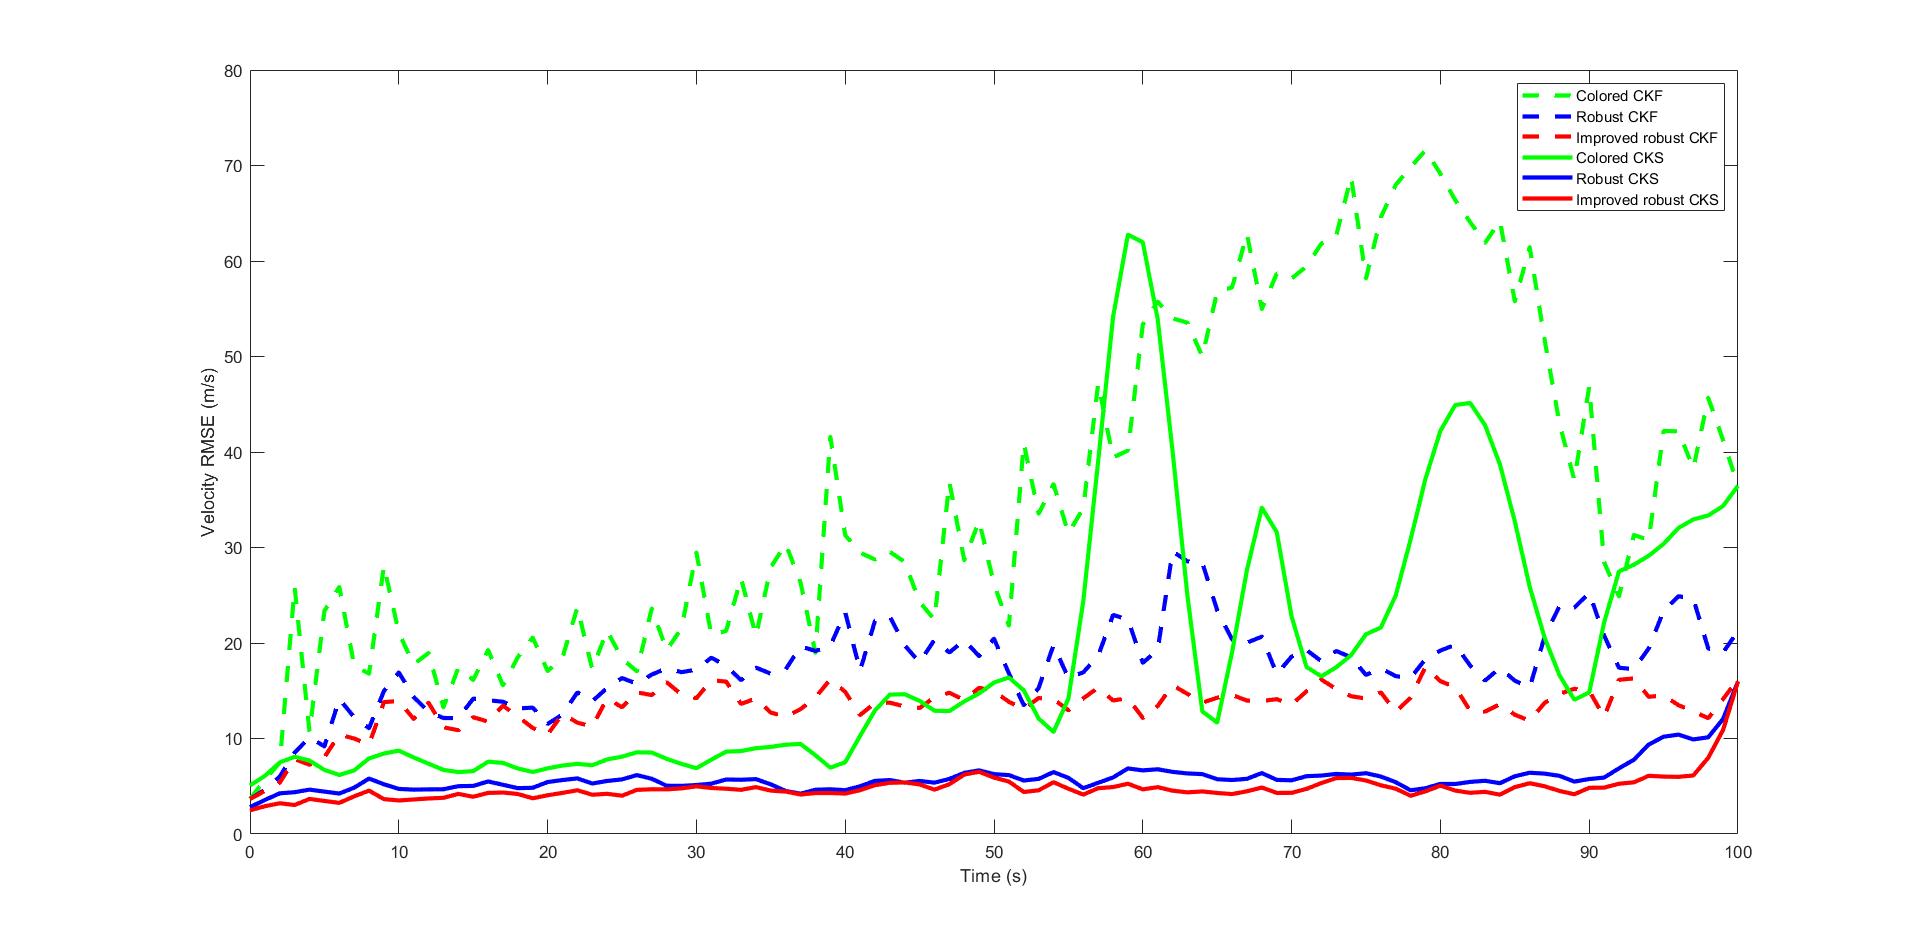 80
70
60
50
40
30
20
10
0
Velocity RMSE (m/s)
Colored CKF
Robust CKF
Improved robust CKF
Colored CKS
Robust CKS
Improved robust CKS
0 10 20 30 40 50 60 70 80 90 100
Time (s)